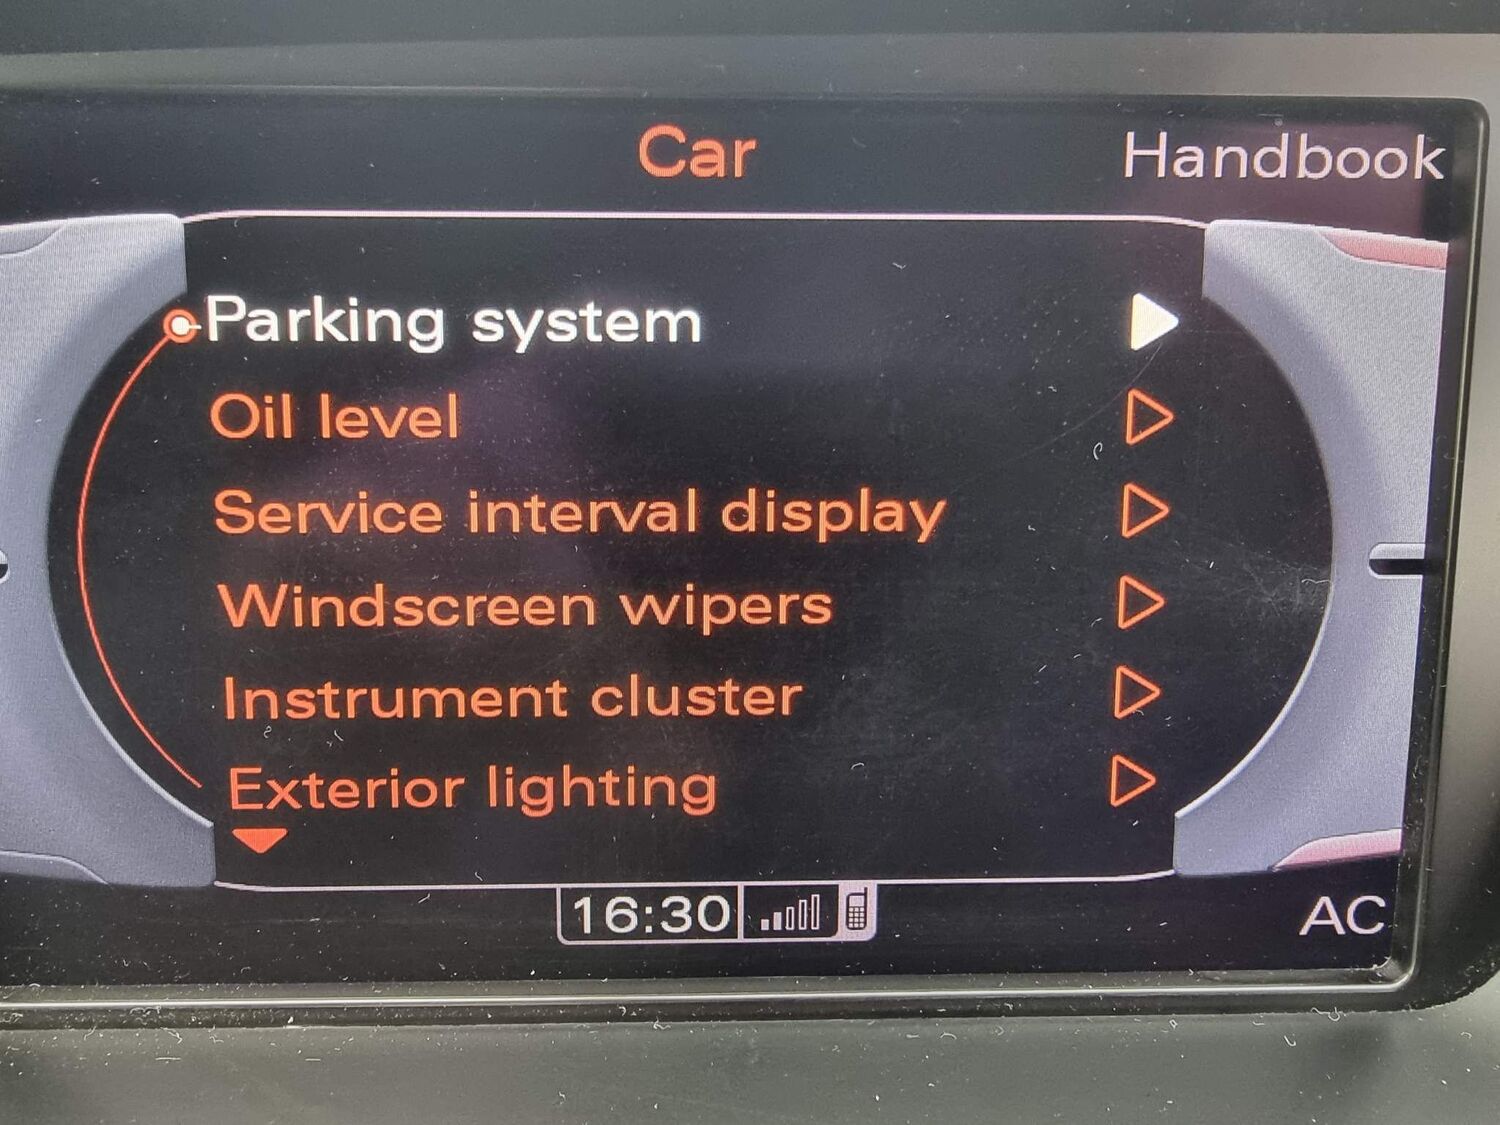 Car
Handbook
Parking system
Oil level
Service interval display
Windscreen wipers
Instrument cluster
Exterior lighting
16:30
AC